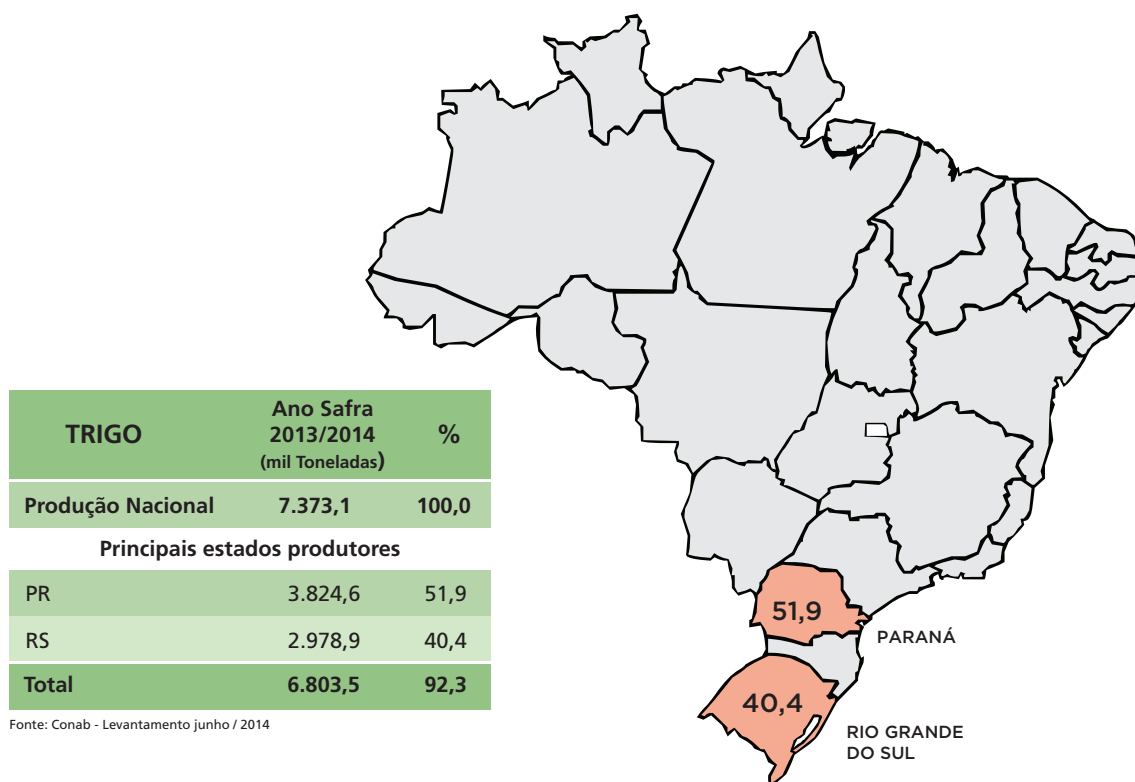 TRIGO
Ano Safra
2013/2014
(mil Toneladas)
%
Produção Nacional 7.373,1 100,0
Principais estados produtores
PR 3.824,6 51,9
RS 2.978,9 40,4
Total 6.803,5 92,3
Fonte: Conab - Levantamento junho / 2014
51,9
PARANÁ
40,4
RIO GRANDE
DO SUL